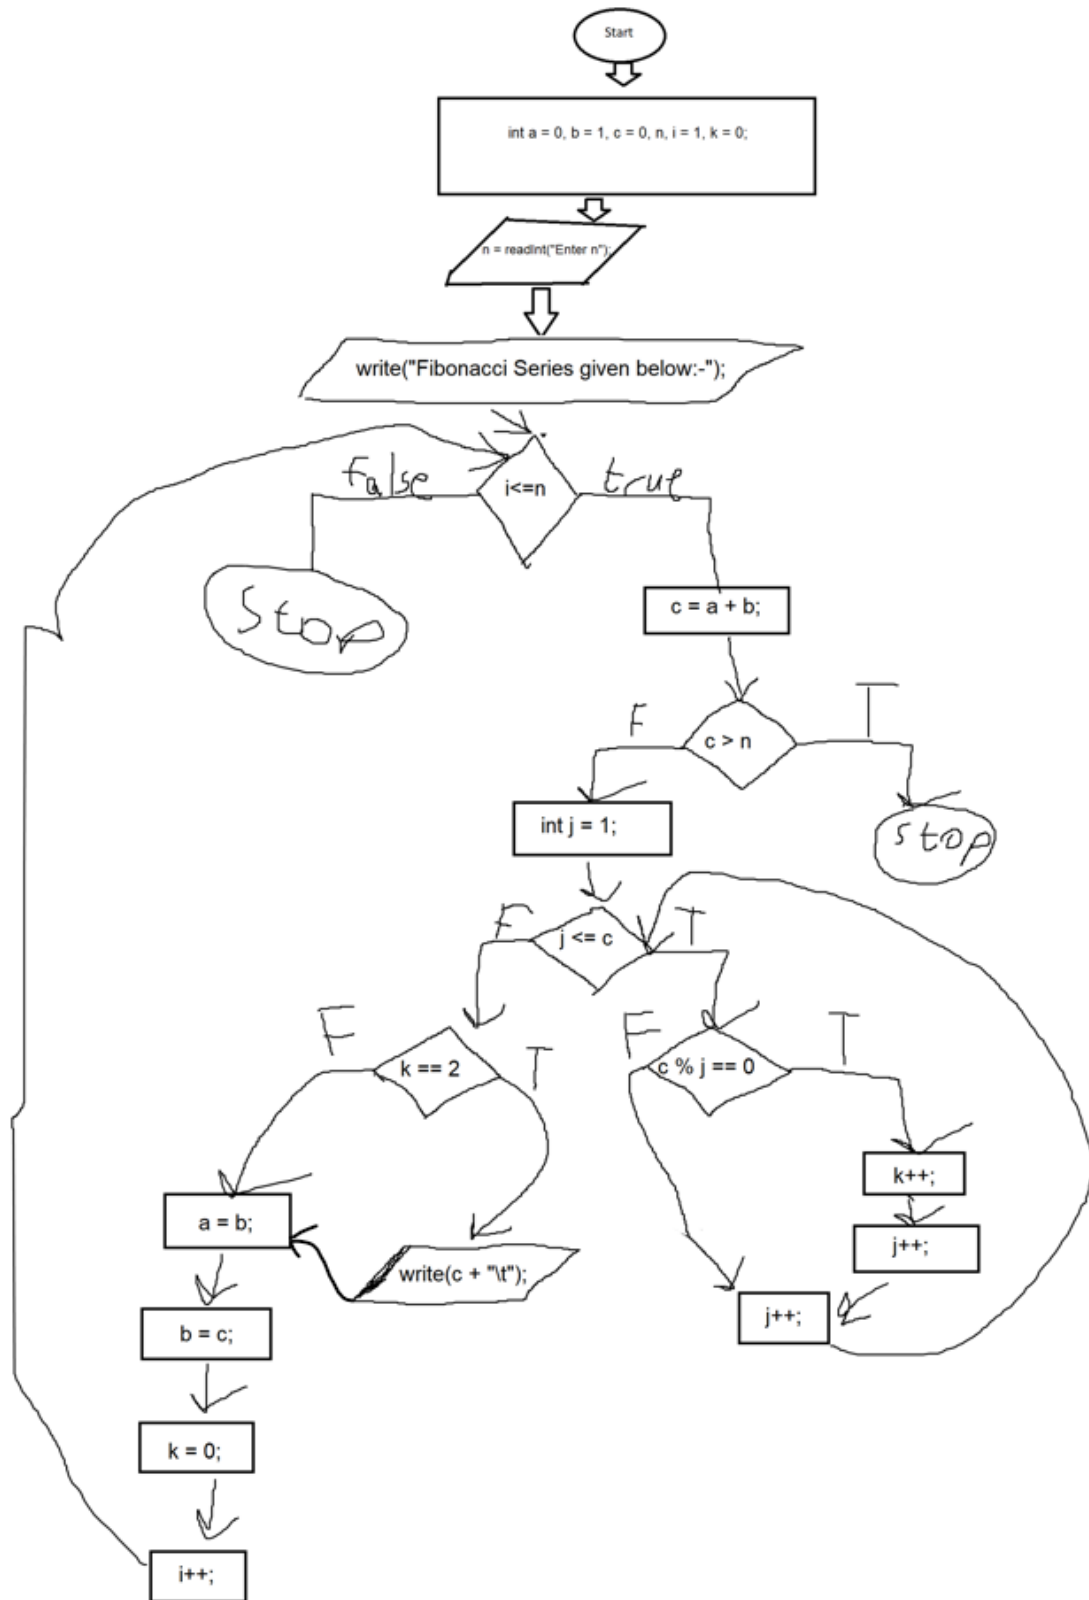 Start
int a = 0, b = 1, c = 0, n, i = 1, k = 0;
n = readInt("Enter n");
write("Fibonacci Series given below:-");
False
i<=n
true
Stop
c = a + b;
F
c > n
T
int j = 1;
stop
F
j <= c
T
F
k == 2
T
F
c % j == 0
T
k++;
a = b;
j++;
write(c + "\t");
j++;
b = c;
k = 0;
i++;